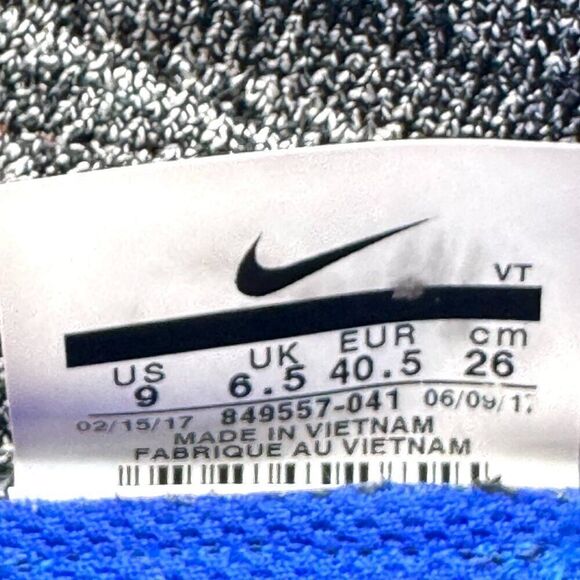 VT
US UK EUR cm
9 6.5 40.5 26
02/15/17 849557-041 06/09/17
MADE IN VIETNAM
FABRIQUE AU VIETNAM